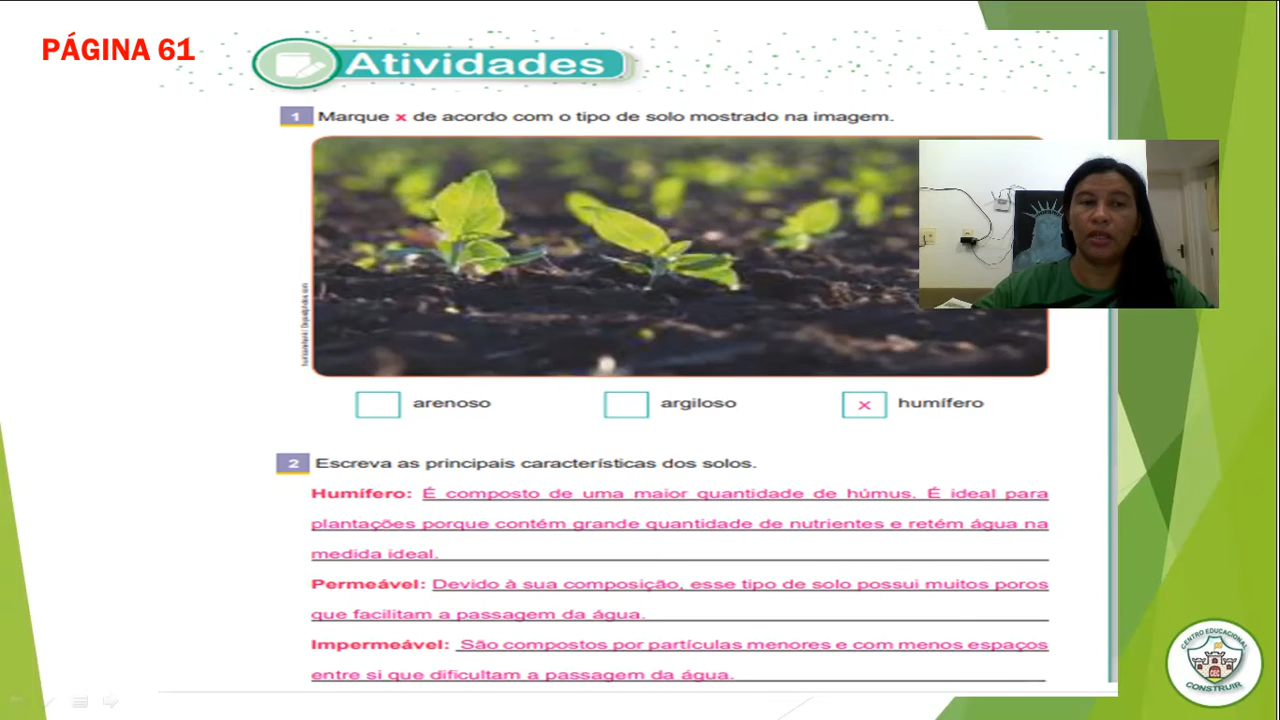 PÁGINA 61
Atividades
1 Marque x de acordo com o tipo de solo mostrado na imagem.
arenoso
argiloso
x humífero
2 Escreva as principais características dos solos.
Humífero: É composto de uma maior quantidade de húmus. É ideal para
plantações porque contém grande quantidade de nutrientes e retém água na
medida ideal.
Permeável: Devido à sua composição, esse tipo de solo possui muitos poros
que facilitam a passagem da água.
Impermeável: São compostos por partículas menores e com menos espaços
entre si que dificultam a passagem da água.
CENTRO EDUCACIONAL
CEC
CONSTRUIR